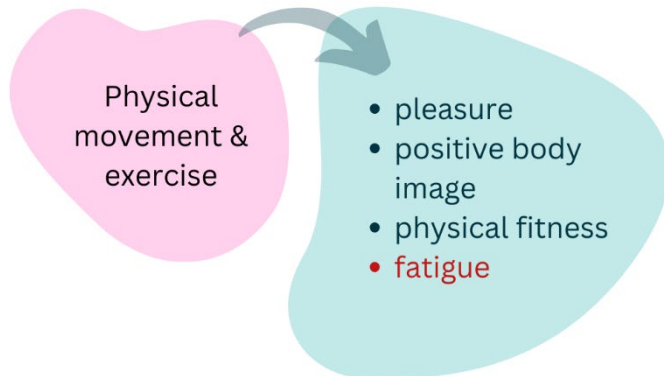 Physical
movement &
exercise
• pleasure
• positive body
image
• physical fitness
• fatigue